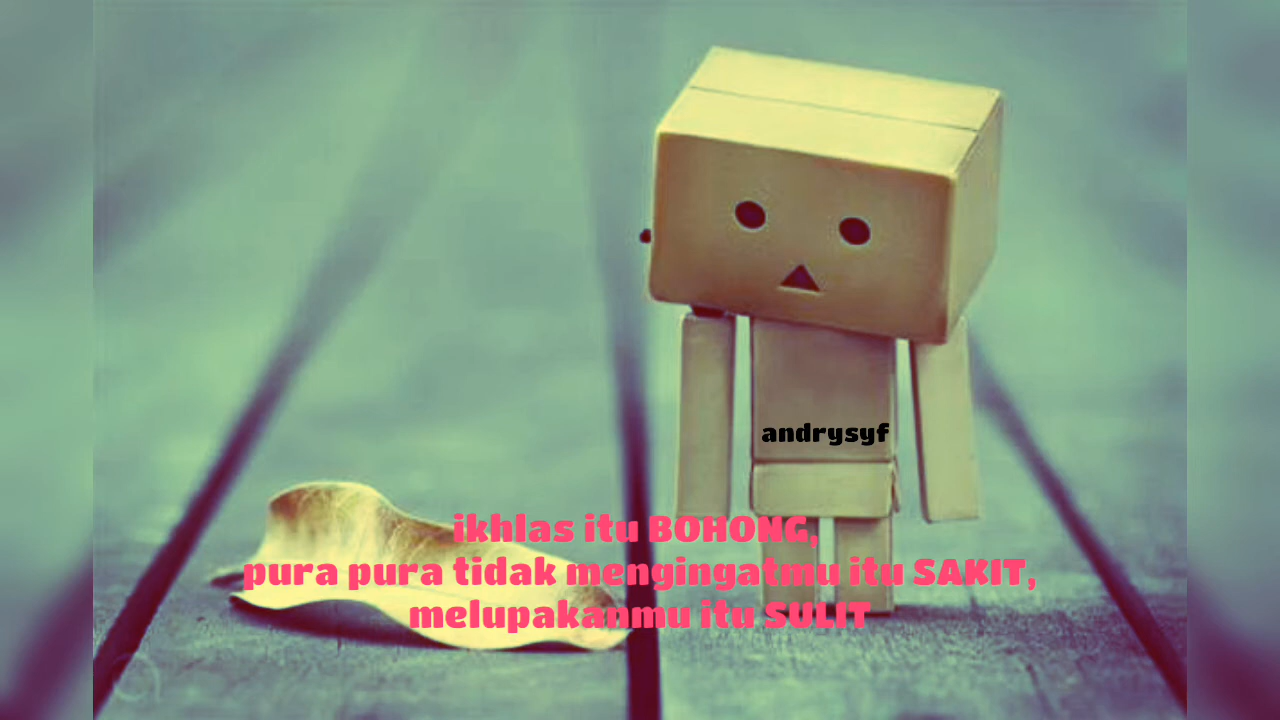 andrysyf
ikhlas itu BOHONG,
pura pura tidak mengingatmu itu SAKIT,
melupakanmu itu SULIT